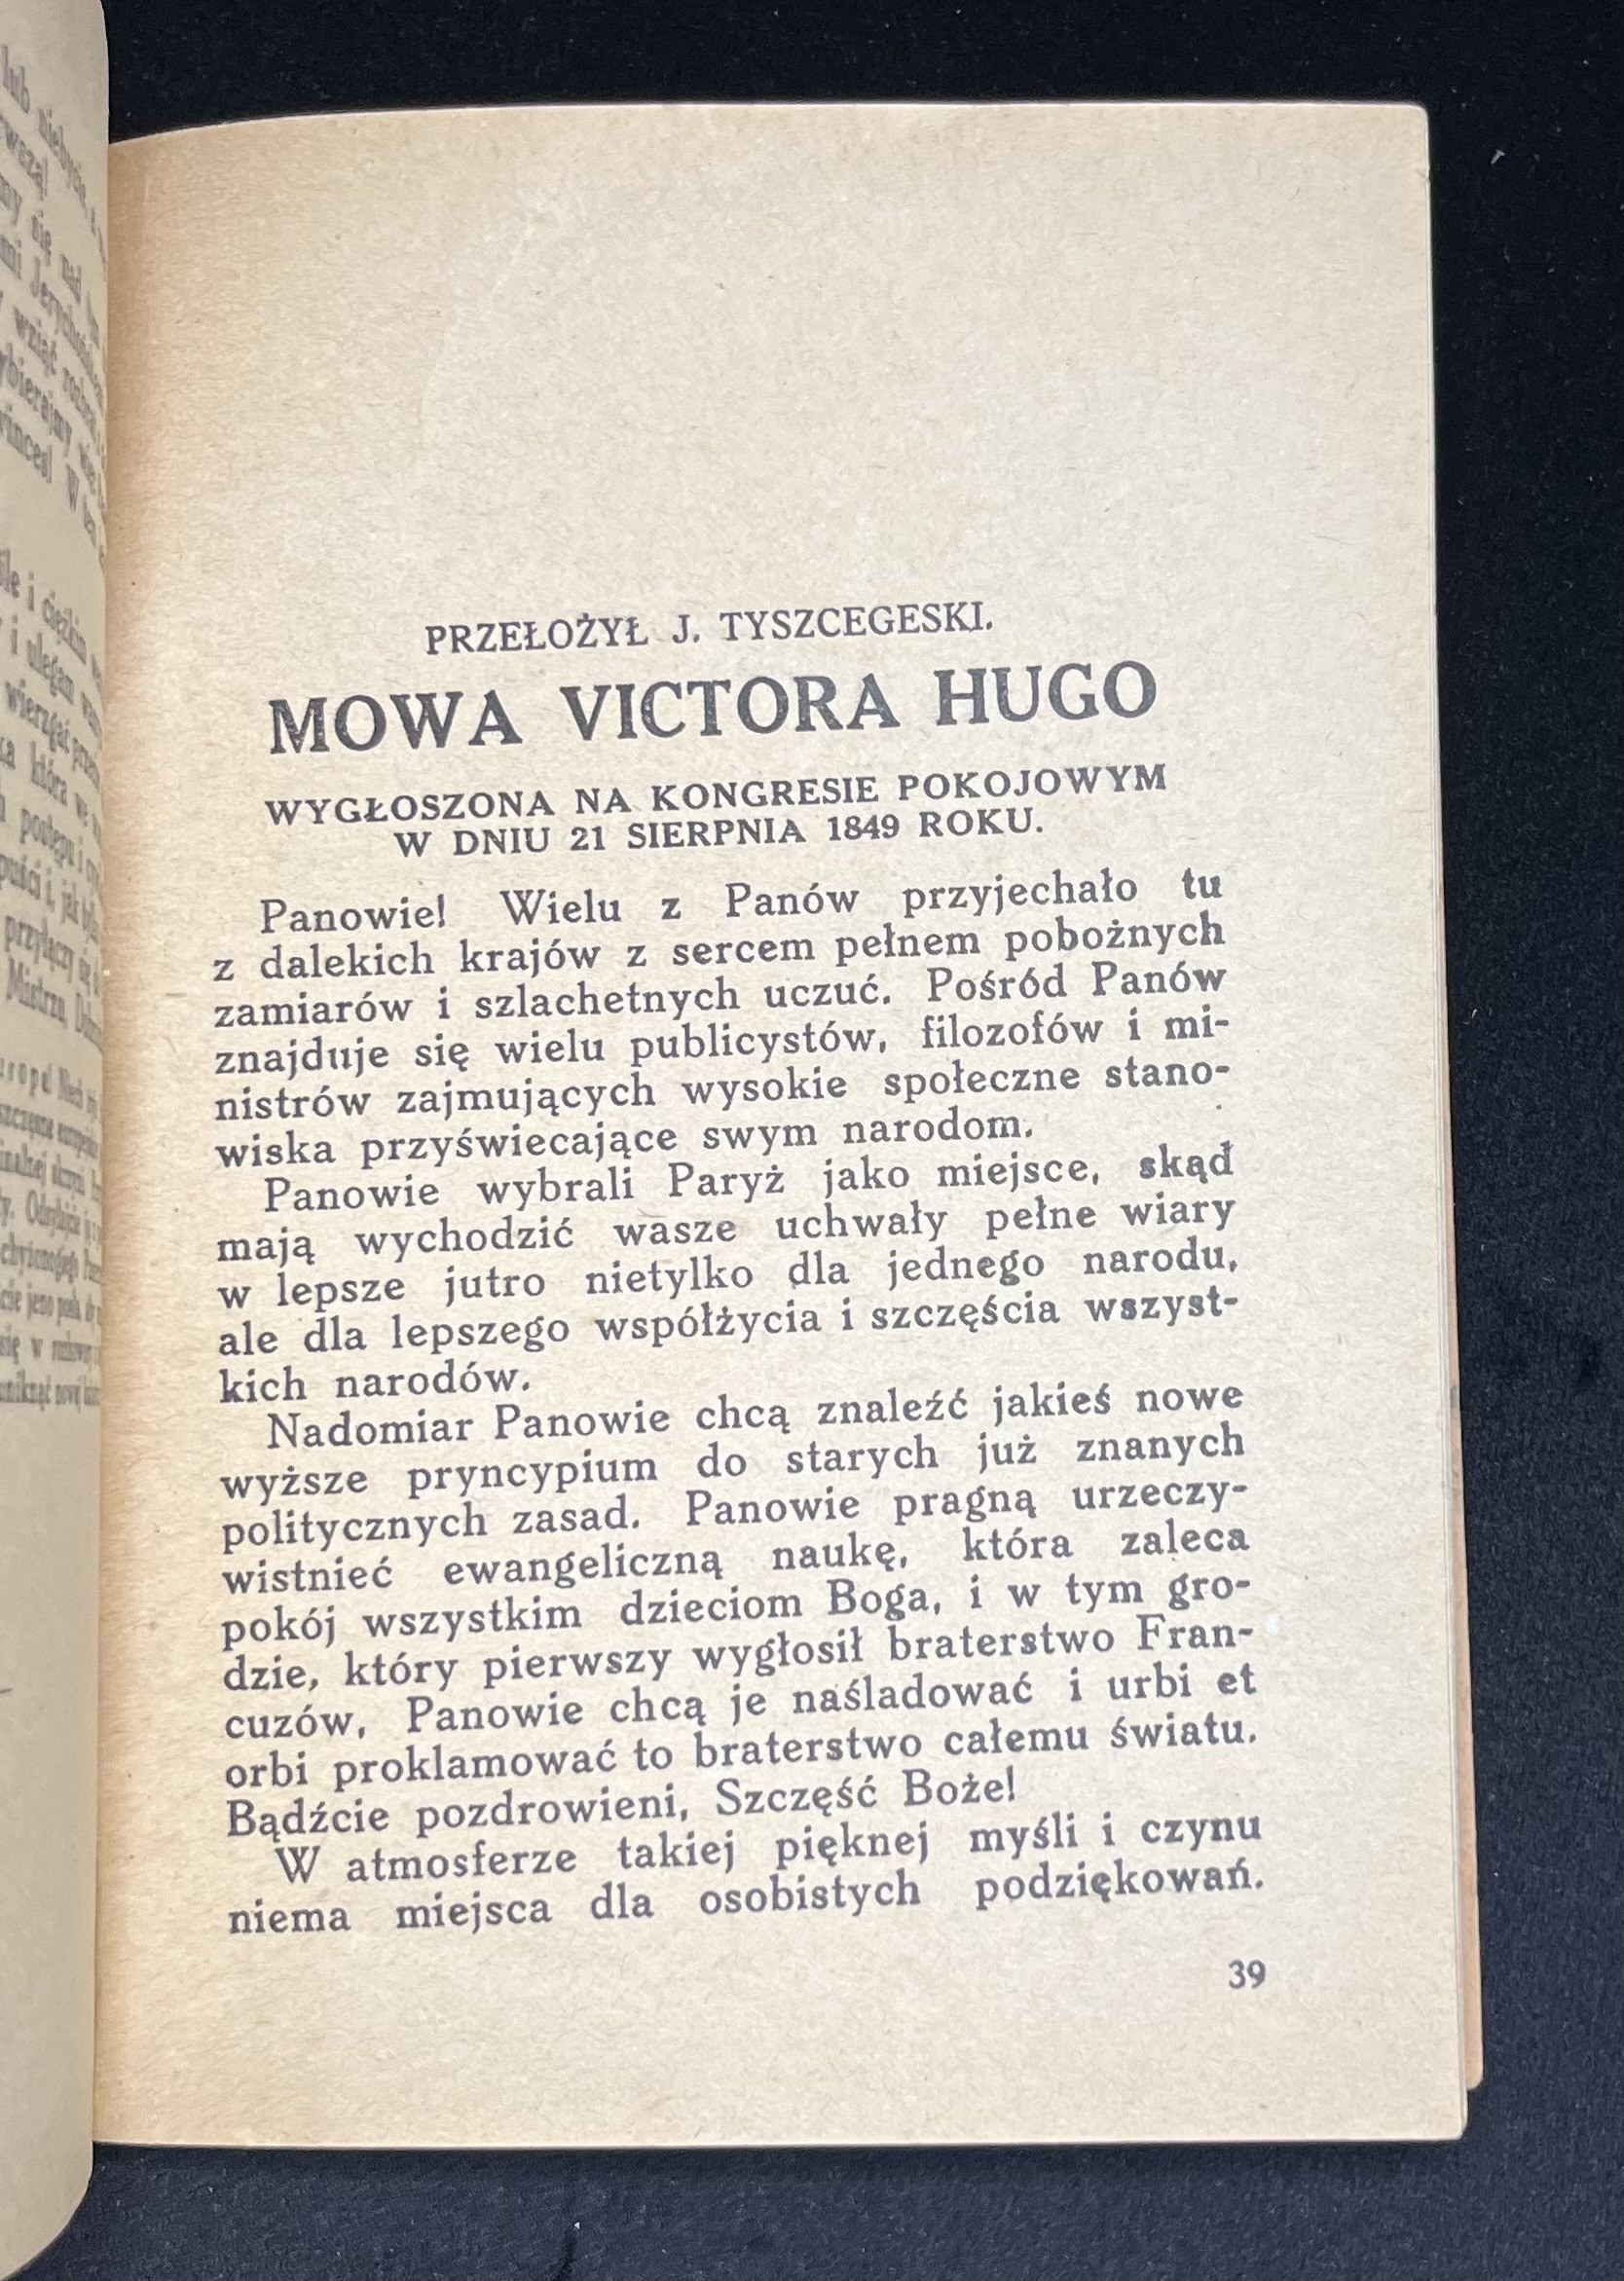 PRZEŁOŻYŁ J. TYSZCEGESKI.
MOWA VICTORA HUGO
WYGŁOSZONA NA KONGRESIE POKOJOWYM
W DNIU 21 SIERPNIA 1849 ROKU.
Panowie! Wielu z Panów przyjechało tu
z dalekich krajów z sercem pełnem pobożnych
zamiarów i szlachetnych uczuć. Pośród Panów
znajduje się wielu publicystów, filozofów i mi-
nistrów zajmujących wysokie społeczne stano-
wiska przyświecające swym narodom.
Panowie wybrali Paryż jako miejsce, skąd
mają wychodzić wasze uchwały pełne wiary
w lepsze jutro nietylko dla jednego narodu,
ale dla lepszego współżycia i szczęścia wszyst-
kich narodów.
Nadomiar Panowie chcą znaleźć jakieś nowe
wyższe pryncypium do starych już znanych
politycznych zasad. Panowie pragną urzeczy-
wistnieć ewangeliczną naukę, która zaleca
pokój wszystkim dzieciom Boga, i w tym gro-
dzie, który pierwszy wygłosił braterstwo Fran-
cuzów, Panowie chcą je naśladować i urbi et
orbi proklamować to braterstwo całemu światu.
Bądźcie pozdrowieni, Szczęść Boże!
W atmosferze takiej pięknej myśli i czynu
niema miejsca dla osobistych podziękowań.
39